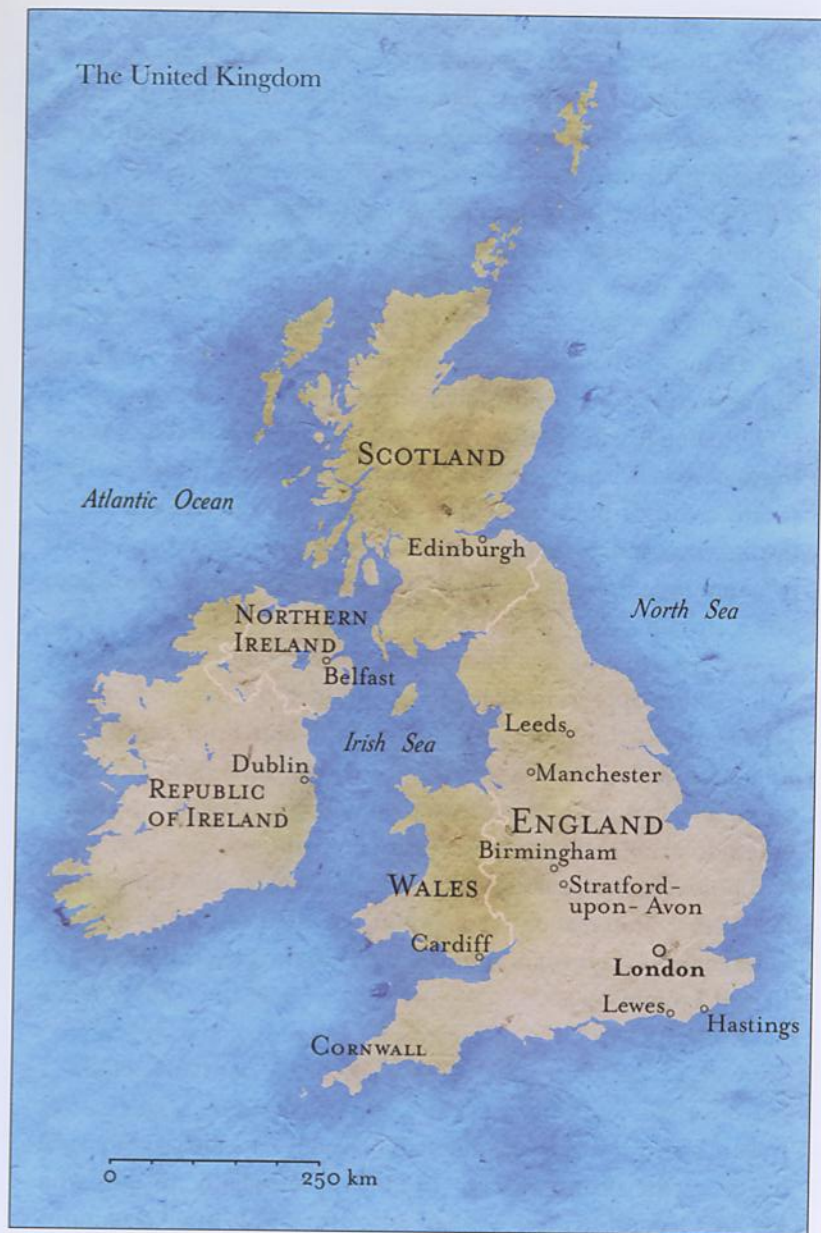 The United Kingdom
SCOTLAND
Atlantic Ocean
Edinburgh
North Sea
NORTHERN
IRELAND
Belfast
Leeds
Irish Sea
Dublin
Manchester
REPUBLIC
OF IRELAND
ENGLAND
Birmingham
WALES
Stratford-
upon-Avon
Cardiff
London
Lewes
Hastings
CORNWALL
0 250 km